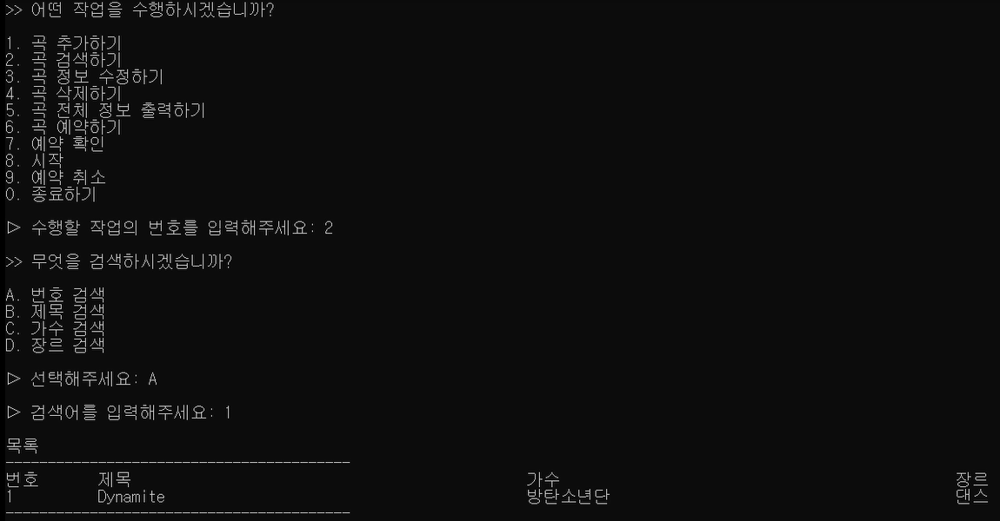 >> 어떤 작업을 수행하시겠습니까?
1. 곡 추가하기
2. 곡 검색하기
3. 곡 정보 수정하기
4. 곡 삭제하기
5. 곡 전체 정보 출력하기
6. 곡 예약하기
7. 예약 확인
8. 시작
9. 예약 취소
0. 종료하기
▷ 수행할 작업의 번호를 입력해주세요: 2
>> 무엇을 검색하시겠습니까?
A. 번호 검색
B. 제목 검색
C. 가수 검색
D. 장르 검색
▷ 선택해주세요: A
▷ 검색어를 입력해주세요: 1
목록
-----------------------------------------
번호 제목 가수 장르
1 Dynamite 방탄소년단 댄스
-----------------------------------------